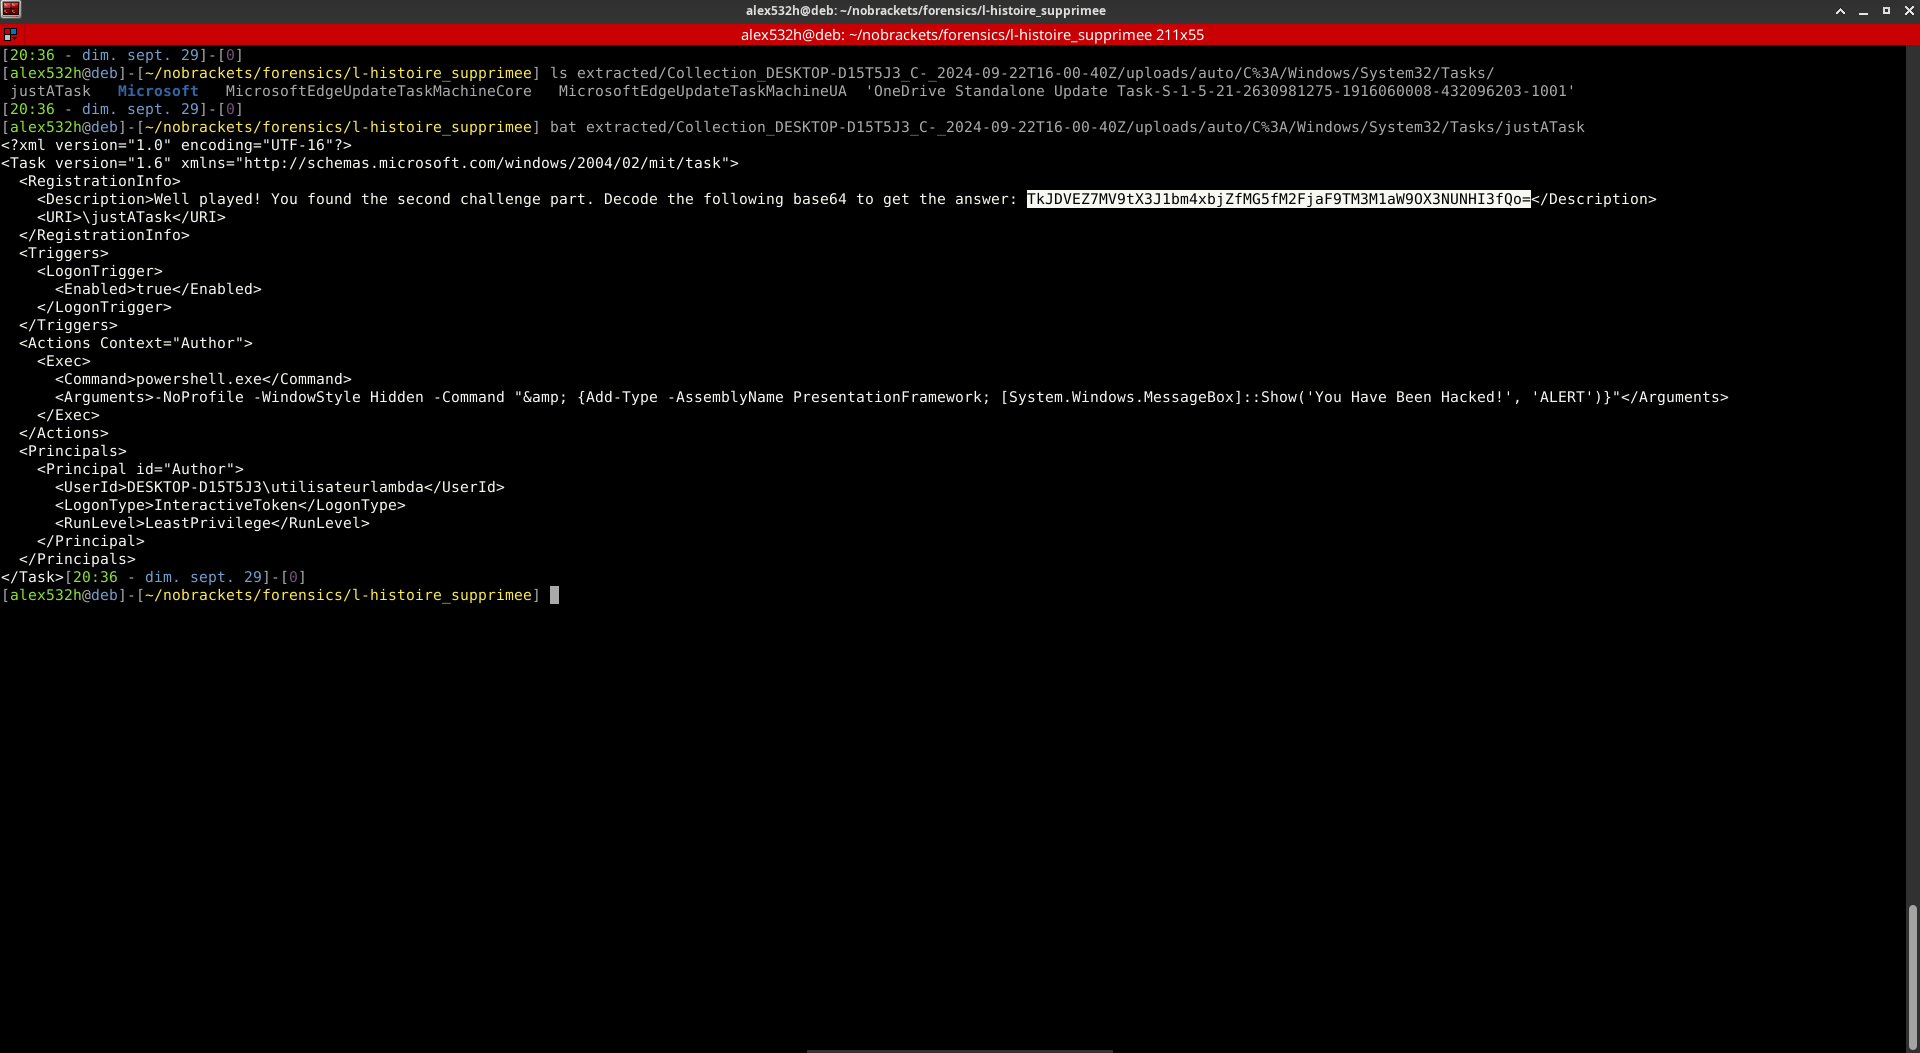 alex532h@deb: ~/nobrackets/forensics/l-histoire_supprimee
alex532h@deb: ~/nobrackets/forensics/l-histoire_supprimee 211x55
[20:36 - dim. sept. 29]-[0]
[alex532h@deb]-[~/nobrackets/forensics/l-histoire_supprimee] ls extracted/Collection_DESKTOP-D15T5J3_C-_2024-09-22T16-00-40Z/uploads/auto/C%3A/Windows/System32/Tasks/
justATask   Microsoft   MicrosoftEdgeUpdateTaskMachineCore   MicrosoftEdgeUpdateTaskMachineUA  'OneDrive Standalone Update Task-S-1-5-21-2630981275-1916060008-432096203-1001'
[20:36 - dim. sept. 29]-[0]
[alex532h@deb]-[~/nobrackets/forensics/l-histoire_supprimee] bat extracted/Collection_DESKTOP-D15T5J3_C-_2024-09-22T16-00-40Z/uploads/auto/C%3A/Windows/System32/Tasks/justATask
<?xml version="1.0" encoding="UTF-16"?>
<Task version="1.6" xmlns="http://schemas.microsoft.com/windows/2004/02/mit/task">
  <RegistrationInfo>
    <Description>Well played! You found the second challenge part. Decode the following base64 to get the answer: TkJDVEZ7MV9tX3J1bm4xbjZfMG5fM2FjaF9TM3M1aW9OX3NUNHI3fQo=</Description>
    <URI>\justATask</URI>
  </RegistrationInfo>
  <Triggers>
    <LogonTrigger>
      <Enabled>true</Enabled>
    </LogonTrigger>
  </Triggers>
  <Actions Context="Author">
    <Exec>
      <Command>powershell.exe</Command>
      <Arguments>-NoProfile -WindowStyle Hidden -Command "&amp; {Add-Type -AssemblyName PresentationFramework; [System.Windows.MessageBox]::Show('You Have Been Hacked!', 'ALERT')}"</Arguments>
    </Exec>
  </Actions>
  <Principals>
    <Principal id="Author">
      <UserId>DESKTOP-D15T5J3\utilisateurlambda</UserId>
      <LogonType>InteractiveToken</LogonType>
      <RunLevel>LeastPrivilege</RunLevel>
    </Principal>
  </Principals>
</Task>[20:36 - dim. sept. 29]-[0]
[alex532h@deb]-[~/nobrackets/forensics/l-histoire_supprimee]